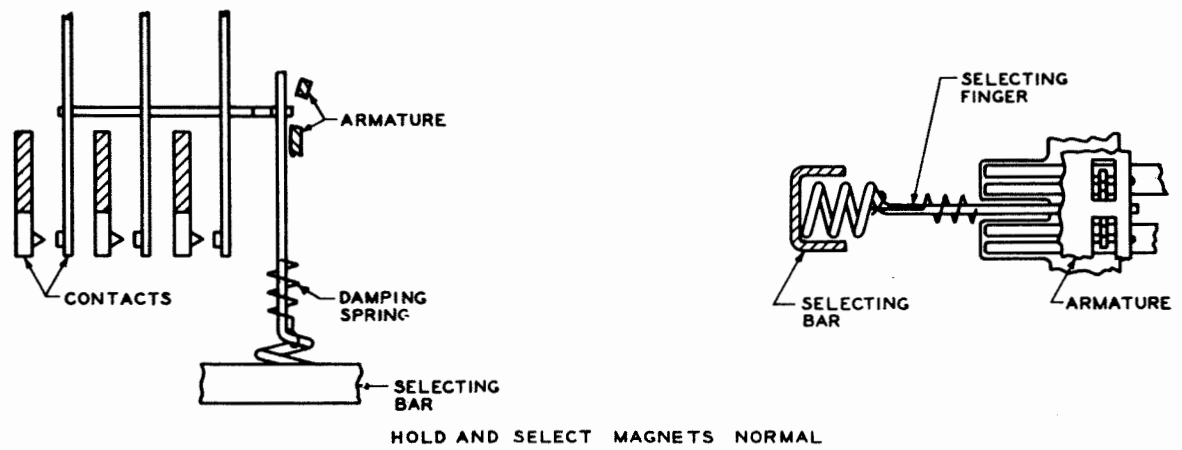 ARMATURE
CONTACTS
DAMPING
SPRING
SELECTING
BAR
SELECTING
FINGER
SELECTING
BAR
ARMATURE
HOLD AND SELECT MAGNETS NORMAL